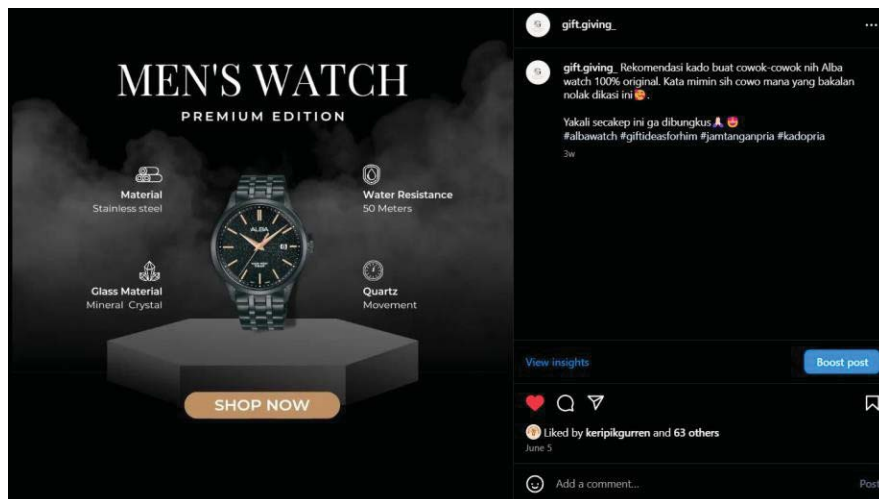 MEN'S WATCH
PREMIUM EDITION
Material
Stainless steel
Water Resistance
50 Meters
ALBA
Glass Material
Mineral Crystal
Quartz
Movement
SHOP NOW
gift.giving_
gift.giving_ Rekomendasi kado buat cowok-cowok nih Alba
watch 100% original. Kata mimin sih cowo mana yang bakalan
nolak dikasi ini🥰.
Yakali secakep ini ga dibungkus🙏🏻 😍
#albawatch #giftideasforhim #jamtanganpria #kadopria
3w
View insights
Boost post
Liked by keripikgurren and 63 others
June 5
Add a comment...
Post